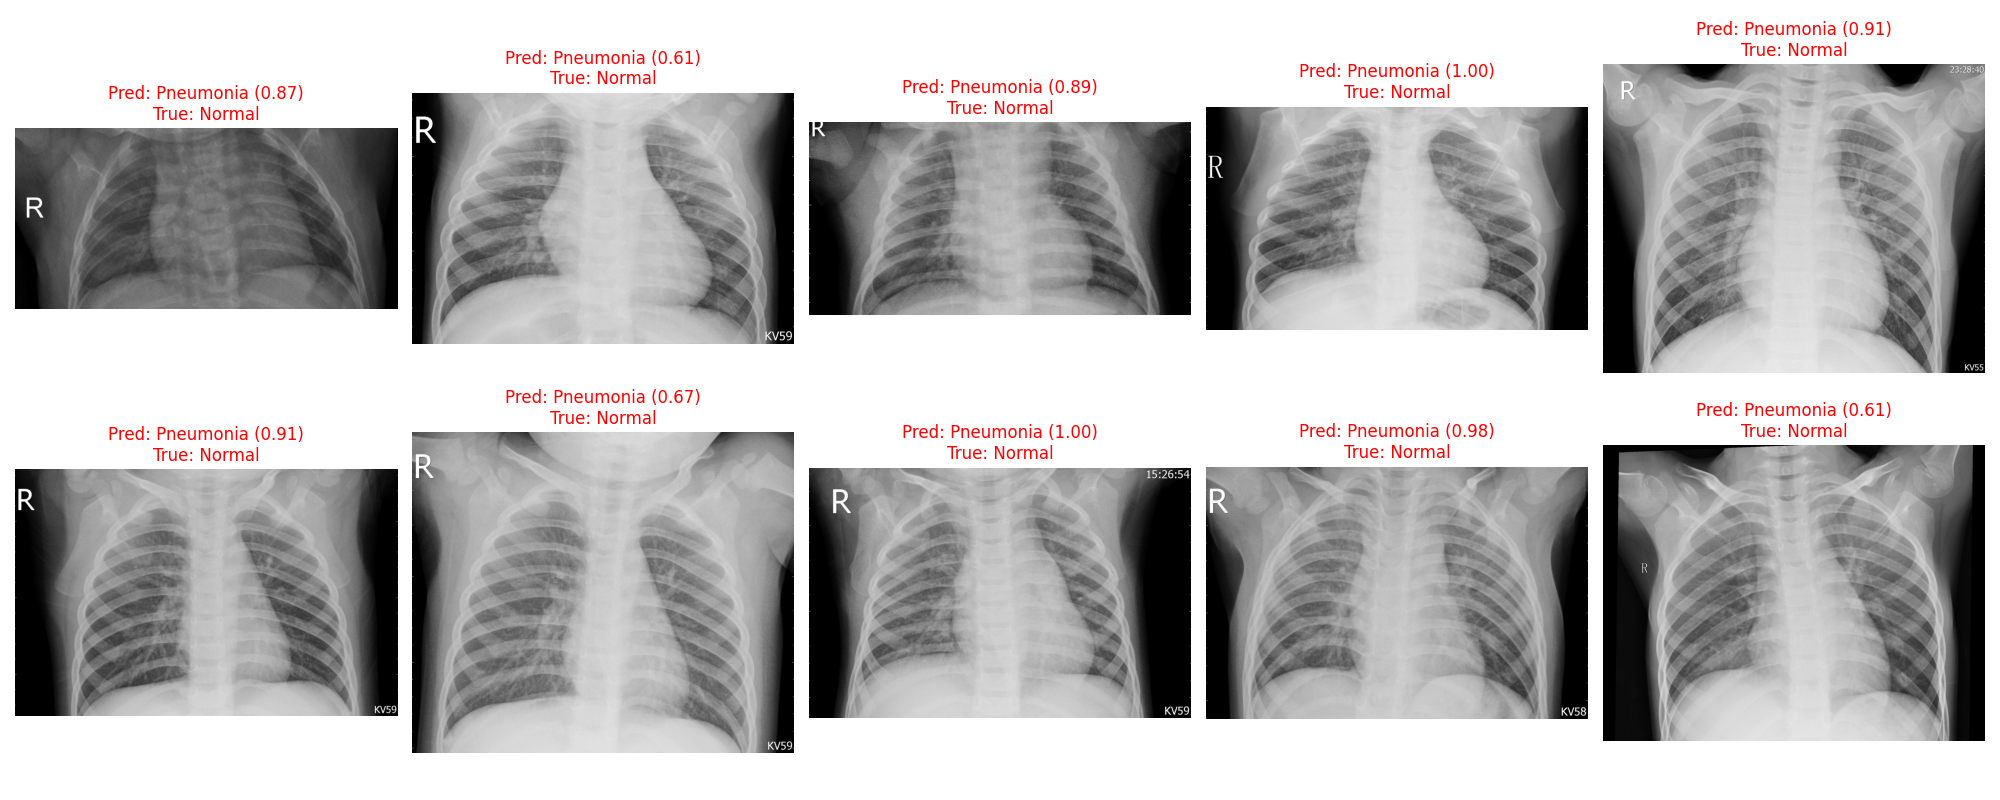 Pred: Pneumonia (0.87)
True: Normal
R
Pred: Pneumonia (0.61)
True: Normal
R
KV59
Pred: Pneumonia (0.89)
True: Normal
R
Pred: Pneumonia (1.00)
True: Normal
R
Pred: Pneumonia (0.91)
True: Normal
23:28:40
R
KV55
Pred: Pneumonia (0.91)
True: Normal
R
KV59
Pred: Pneumonia (0.67)
True: Normal
R
KV59
Pred: Pneumonia (1.00)
True: Normal
15:26:54
R
KV59
Pred: Pneumonia (0.98)
True: Normal
R
KV58
Pred: Pneumonia (0.61)
True: Normal
R